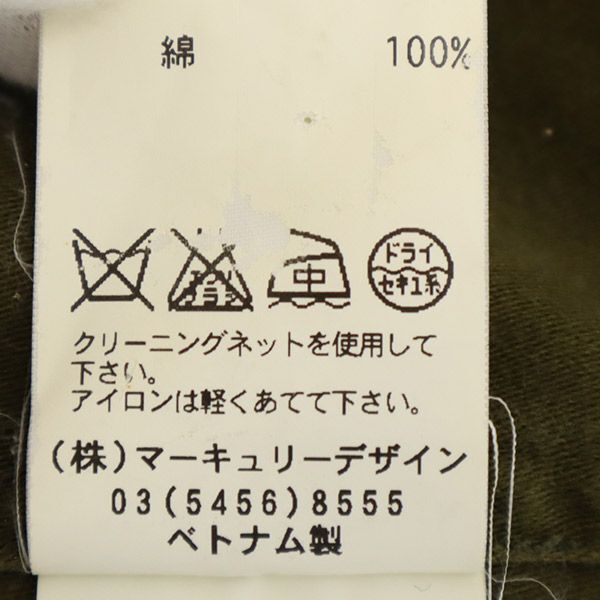 綿 100%
中 ドライ
セキユ系
クリーニングネットを使用して
下さい。
アイロンは軽くあてて下さい。
(株)マーキュリーデザイン
03(5456)8555
ベトナム製